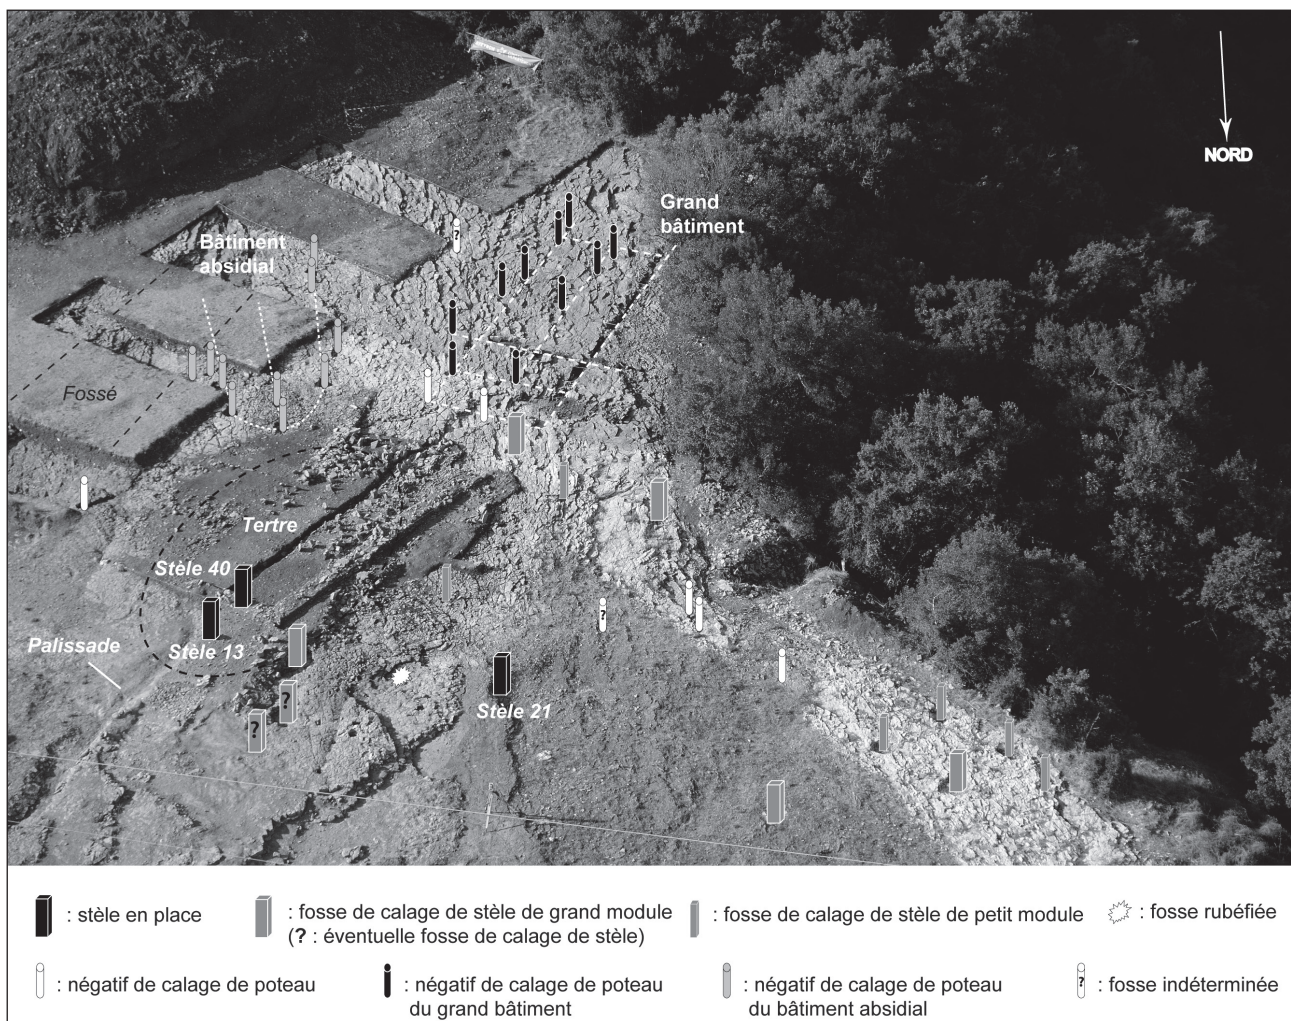 NORD
Grand
bâtiment
?
Bâtiment
absidial
Fossé
Tertre
Stèle 40
Stèle 13
Palissade
?
?
?
Stèle 21
: stèle en place
: fosse de calage de stèle de grand module
(? : éventuelle fosse de calage de stèle)
: fosse de calage de stèle de petit module
: fosse rubéfiée
: négatif de calage de poteau
: négatif de calage de poteau
du grand bâtiment
: négatif de calage de poteau
du bâtiment absidial
?
: fosse indéterminée